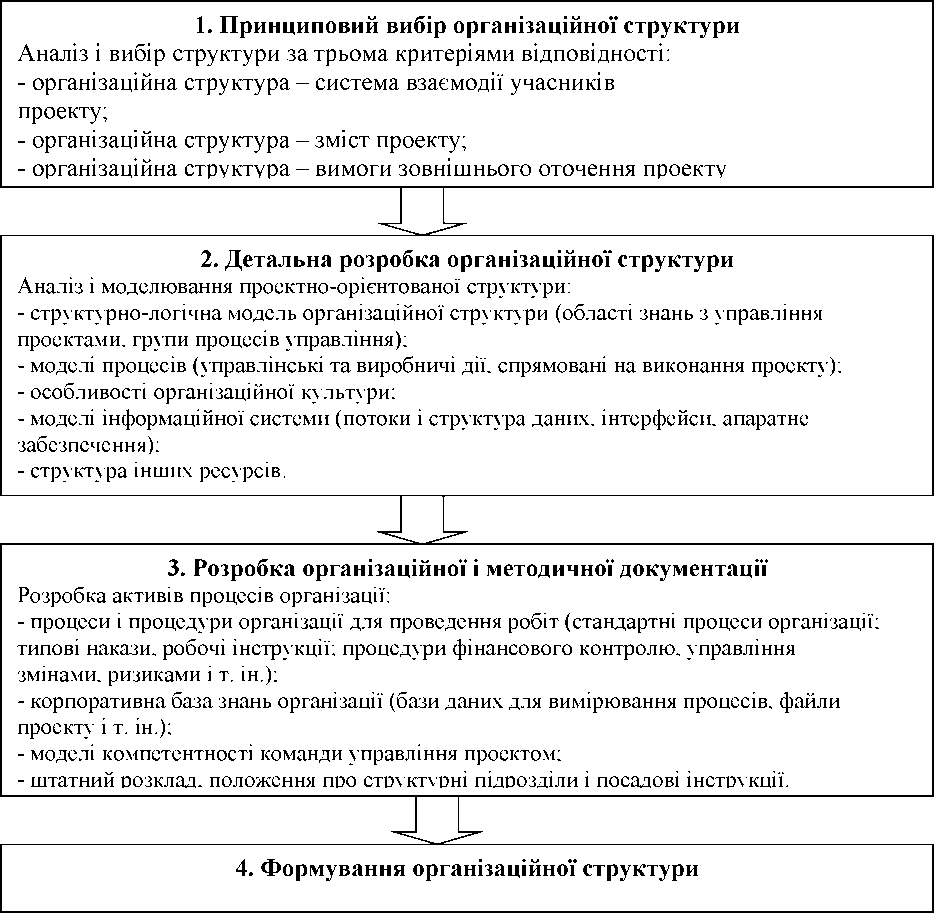 1. Принциповий вибір організаційної структури
Аналіз і вибір структури за трьома критеріями відповідності:
- організаційна структура – система взаємодії учасників
проекту;
- організаційна структура – зміст проекту;
- організаційна структура – вимоги зовнішнього оточення проекту
2. Детальна розробка організаційної структури
Аналіз і моделювання проектно-орієнтованої структури:
- структурно-логічна модель організаційної структури (області знань з управління
проектами, групи процесів управління);
- моделі процесів (управлінські та виробничі дії, спрямовані на виконання проекту);
- особливості організаційної культури;
- моделі інформаційної системи (потоки і структура даних, інтерфейси, апаратне
забезпечення);
- структура інших ресурсів.
3. Розробка організаційної і методичної документації
Розробка активів процесів організації:
- процеси і процедури організації для проведення робіт (стандартні процеси організації;
типові накази, робочі інструкції; процедури фінансового контролю, управління
змінами, ризиками і т. ін.);
- корпоративна база знань організації (бази даних для вимірювання процесів, файли
проекту і т. ін.);
- моделі компетентності команди управління проектом;
- штатний розклад, положення про структурні підрозділи і посадові інструкції.
4. Формування організаційної структури